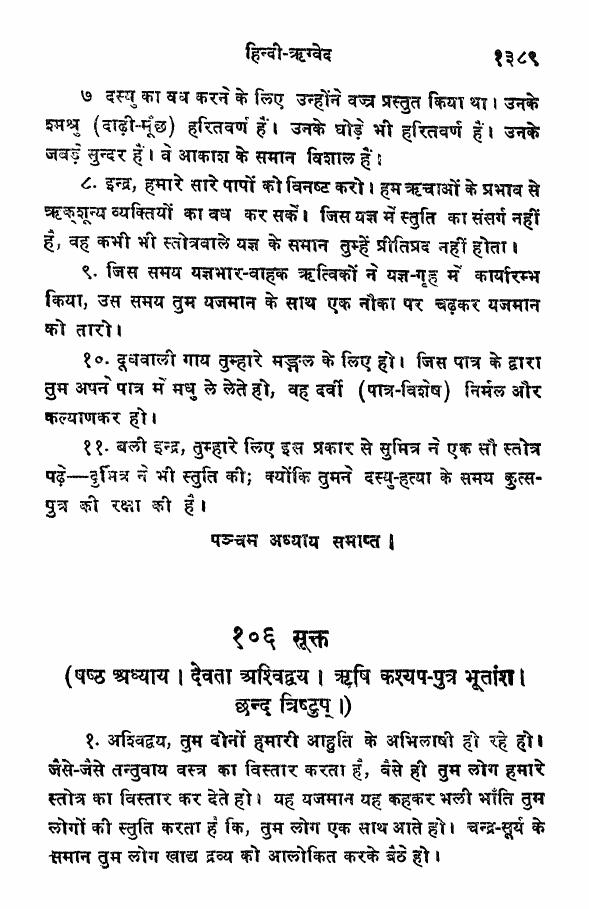 हिन्दी-ऋग्वेद १३८९
७ दस्यु का वध करने के लिए उन्होंने वज्र प्रस्तुत किया था। उनके
श्मश्रु (दाढ़ी-मूंछ) हरितवर्ण हैं। उनके घोड़े भी हरितवर्ण हैं। उनके
जबड़े सुन्दर हैं। वे आकाश के समान विशाल हैं।
८. इन्द्र, हमारे सारे पापों को विनष्ट करो। हम ऋचाओं के प्रभाव से
ऋक्‌शून्य व्यक्तियों का वध कर सकें। जिस यज्ञ में स्तुति का संसर्ग नहीं
है, वह कभी भी स्तोत्रवाले यज्ञ के समान तुम्हें प्रीतिप्रद नहीं होता।
९. जिस समय यज्ञभार-वाहक ऋत्विकों ने यज्ञ-गृह में कार्यारम्भ
किया, उस समय तुम यजमान के साथ एक नौका पर चढ़कर यजमान
को तारो।
१०. दूधवाली गाय तुम्हारे मङ्गल के लिए हो। जिस पात्र के द्वारा
तुम अपने पात्र में मधु ले लेते हो, वह दर्वी (पात्र-विशेष) निर्मल और
कल्याणकर हो।
११. बली इन्द्र, तुम्हारे लिए इस प्रकार से सुमित्र ने एक सौ स्तोत्र
पढ़े—दुर्मित्र ने भी स्तुति की; क्योंकि तुमने दस्यु-हत्या के समय कुत्स-
पुत्र की रक्षा की है।
पञ्चम अध्याय समाप्त।
१०६ सूक्त
(षष्ठ अध्याय। देवता अश्विद्वय। ऋषि कश्यप-पुत्र भूतांश।
छन्द त्रिष्टुप्।)
१. अश्विद्वय, तुम दोनों हमारी आहुति के अभिलाषी हो रहे हो।
जैसे-जैसे तन्तुवाय वस्त्र का विस्तार करता है, वैसे ही तुम लोग हमारे
स्तोत्र का विस्तार कर देते हो। यह यजमान यह कहकर भली भाँति तुम
लोगों की स्तुति करता है कि, तुम लोग एक साथ आते हो। चन्द्र-सूर्य के
समान तुम लोग खाद्य द्रव्य को आलोकित करके बैठे हो।